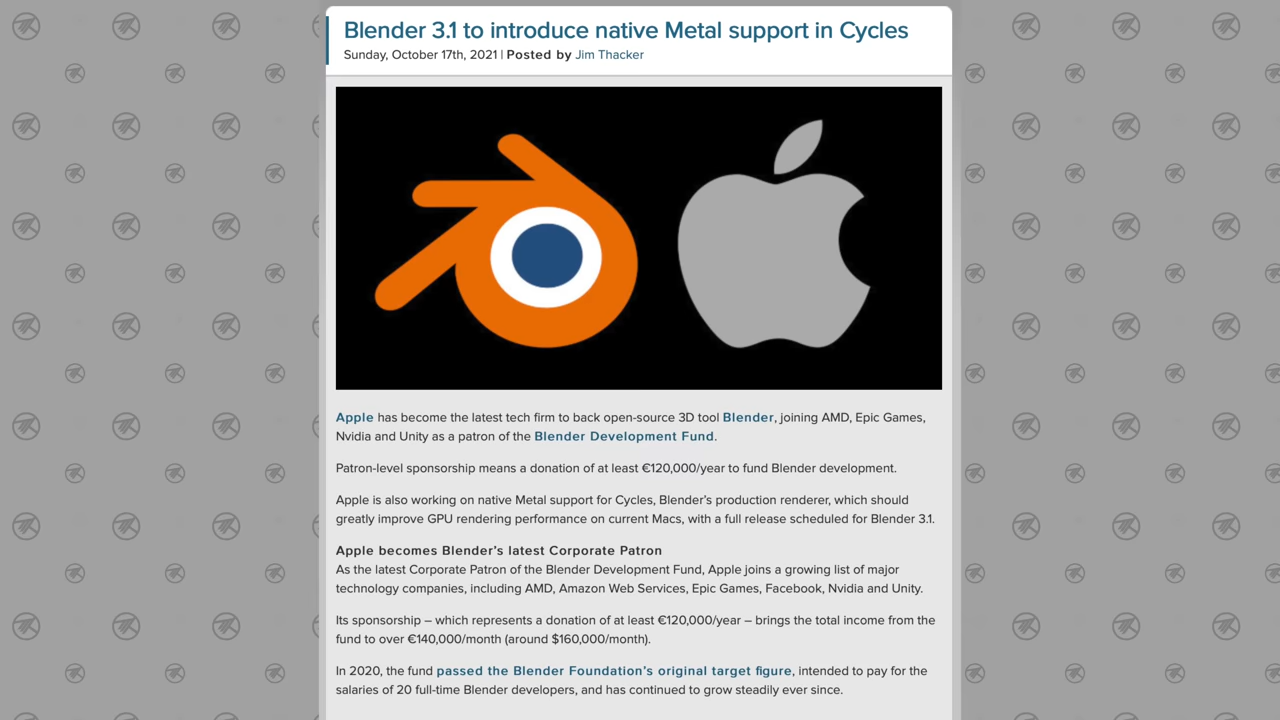 Blender 3.1 to introduce native Metal support in Cycles
Sunday, October 17th, 2021 | Posted by Jim Thacker
Apple has become the latest tech firm to back open-source 3D tool Blender, joining AMD, Epic Games,
Nvidia and Unity as a patron of the Blender Development Fund.
Patron-level sponsorship means a donation of at least €120,000/year to fund Blender development.
Apple is also working on native Metal support for Cycles, Blender’s production renderer, which should
greatly improve GPU rendering performance on current Macs, with a full release scheduled for Blender 3.1.
Apple becomes Blender’s latest Corporate Patron
As the latest Corporate Patron of the Blender Development Fund, Apple joins a growing list of major
technology companies, including AMD, Amazon Web Services, Epic Games, Facebook, Nvidia and Unity.
Its sponsorship – which represents a donation of at least €120,000/year – brings the total income from the
fund to over €140,000/month (around $160,000/month).
In 2020, the fund passed the Blender Foundation’s original target figure, intended to pay for the
salaries of 20 full-time Blender developers, and has continued to grow steadily ever since.